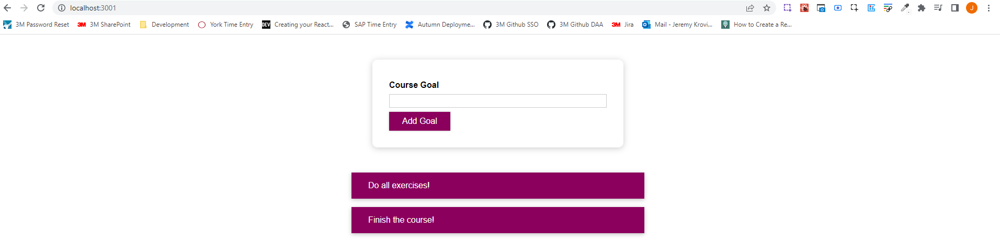 localhost:3001
J
3M Password Reset 3M 3M SharePoint Development York Time Entry DEV Creating your React... SAP Time Entry Autumn Deployme... 3M Github SSO 3M Github DAA 3M Jira Mail - Jeremy Krovi... How to Create a Re...
Course Goal
Add Goal
Do all exercises!
Finish the course!